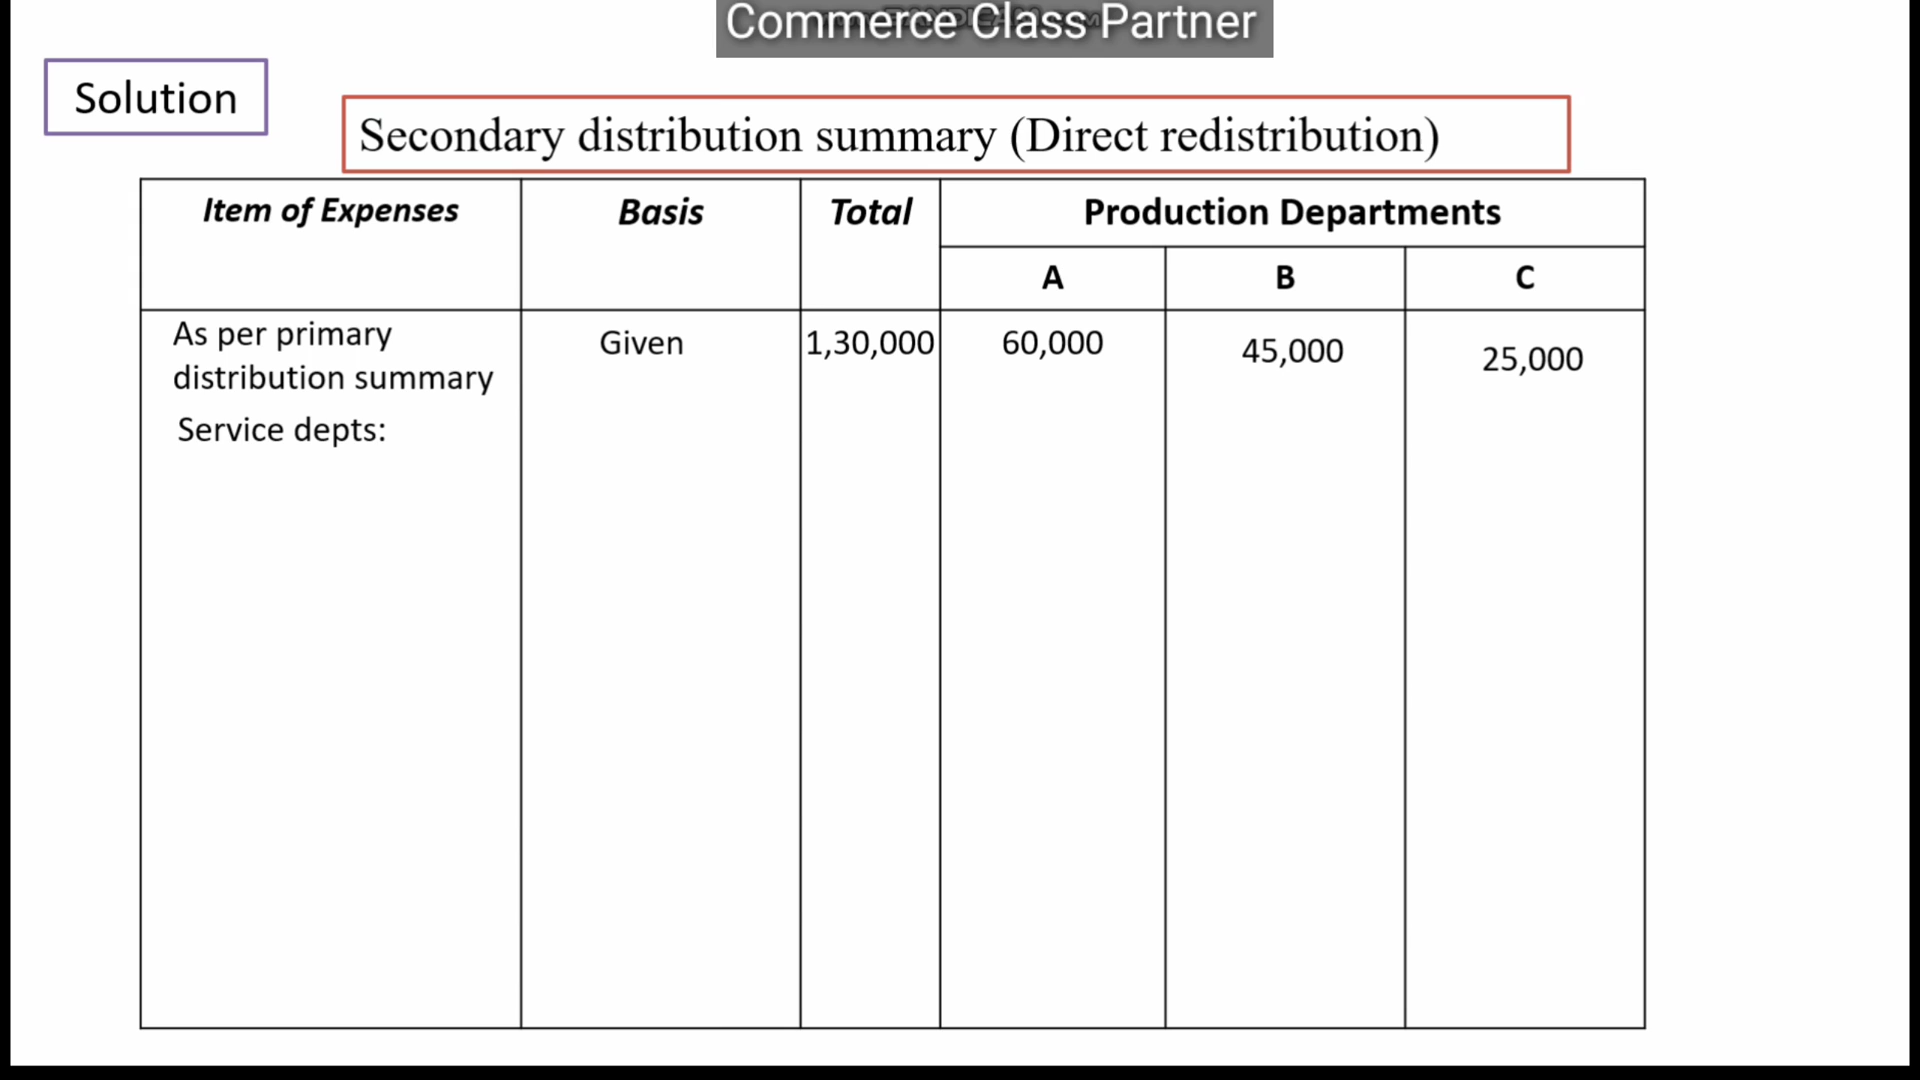 Commerce Class Partner
Solution
Secondary distribution summary (Direct redistribution)
Item of Expenses Basis Total Production Departments
A B C
As per primary distribution summary Given 1,30,000 60,000 45,000 25,000
Service depts: